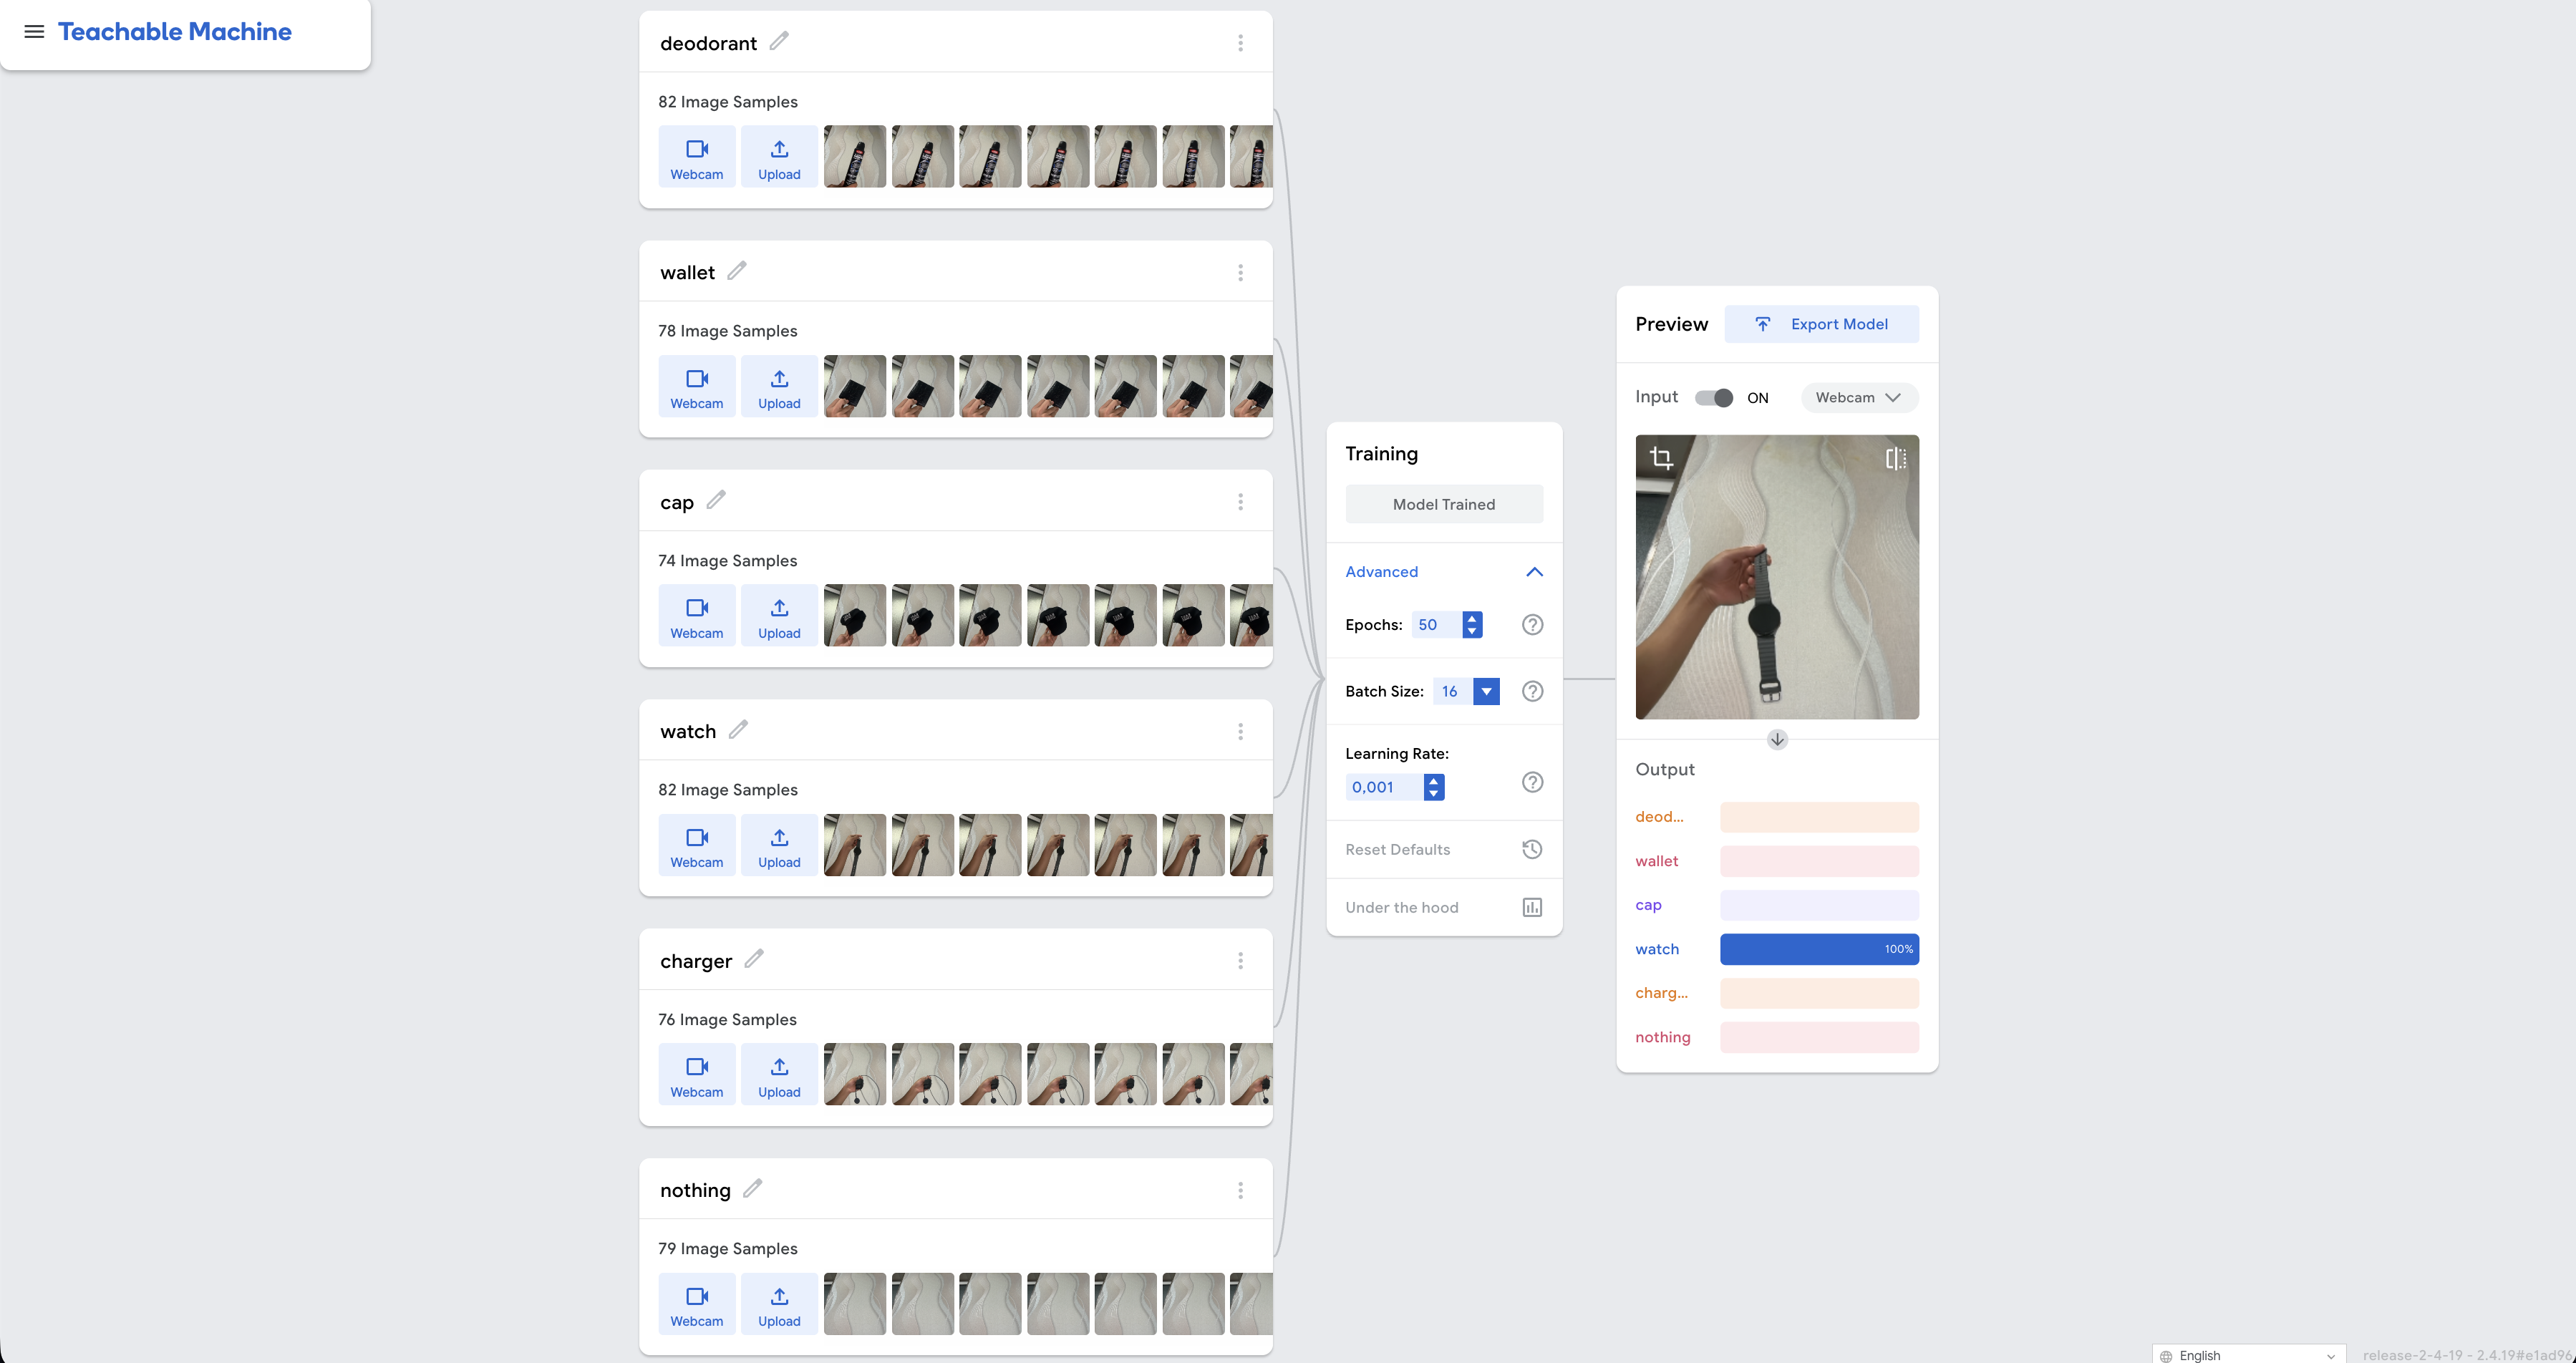 Teachable Machine
deodorant
82 Image Samples
Webcam
Upload
wallet
78 Image Samples
Webcam
Upload
cap
74 Image Samples
Webcam
Upload
watch
82 Image Samples
Webcam
Upload
charger
76 Image Samples
Webcam
Upload
nothing
79 Image Samples
Webcam
Upload
Training
Model Trained
Advanced
Epochs: 50
Batch Size: 16
Learning Rate:
0,001
Reset Defaults
Under the hood
Preview
Export Model
Input ON Webcam
Output
deod...
wallet
cap
watch 100%
charg...
nothing
English
release-2-4-19 - 2.4.19#e1ad96